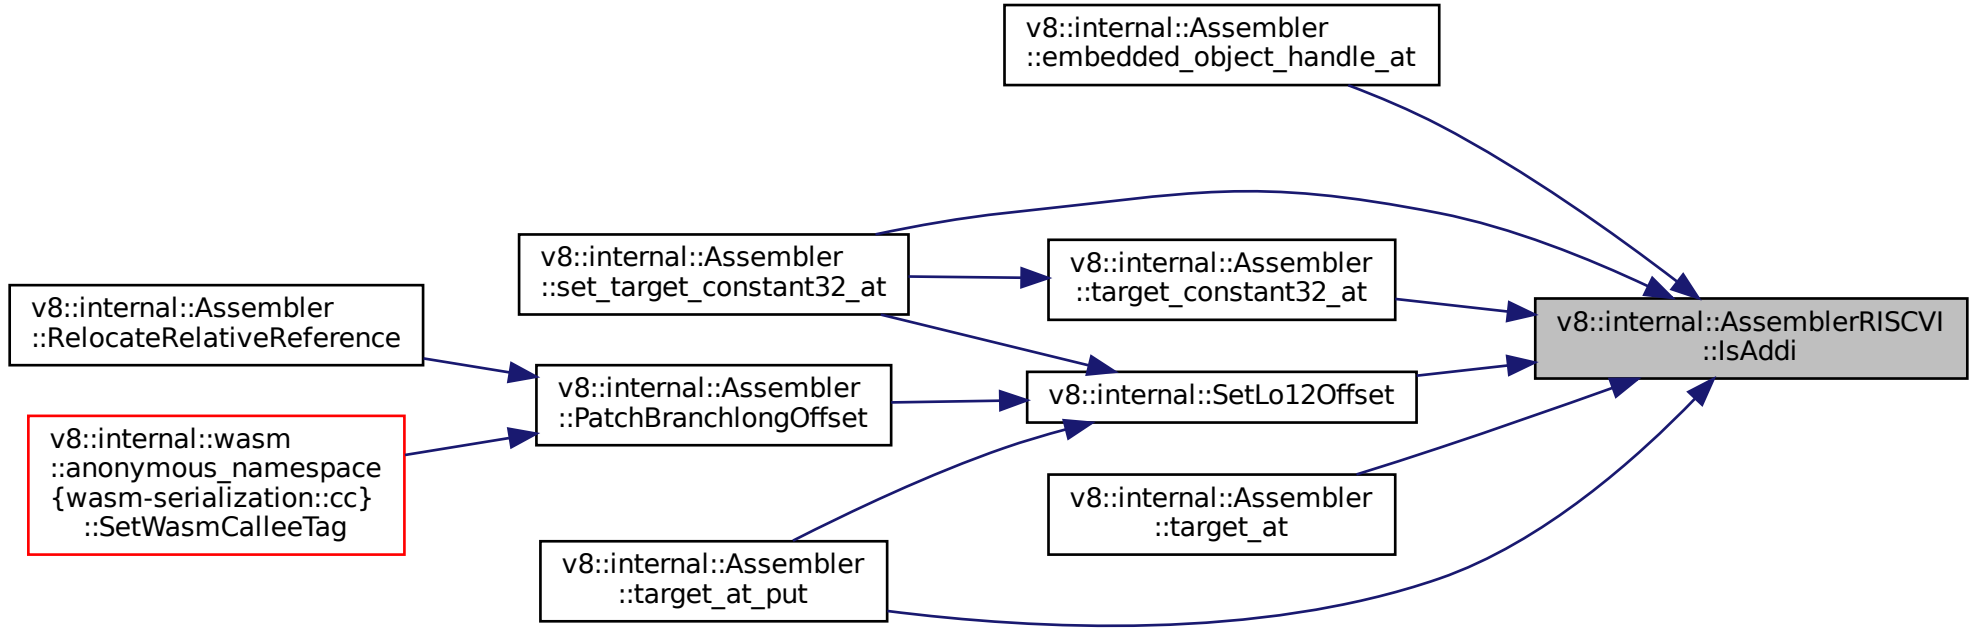 v8::internal::Assembler
::embedded_object_handle_at
v8::internal::Assembler
::set_target_constant32_at
v8::internal::Assembler
::target_constant32_at
v8::internal::Assembler
::RelocateRelativeReference
v8::internal::AssemblerRISCVI
::IsAddi
v8::internal::Assembler
::PatchBranchlongOffset
v8::internal::SetLo12Offset
v8::internal::wasm
::anonymous_namespace
{wasm-serialization::cc}
::SetWasmCalleeTag
v8::internal::Assembler
::target_at
v8::internal::Assembler
::target_at_put